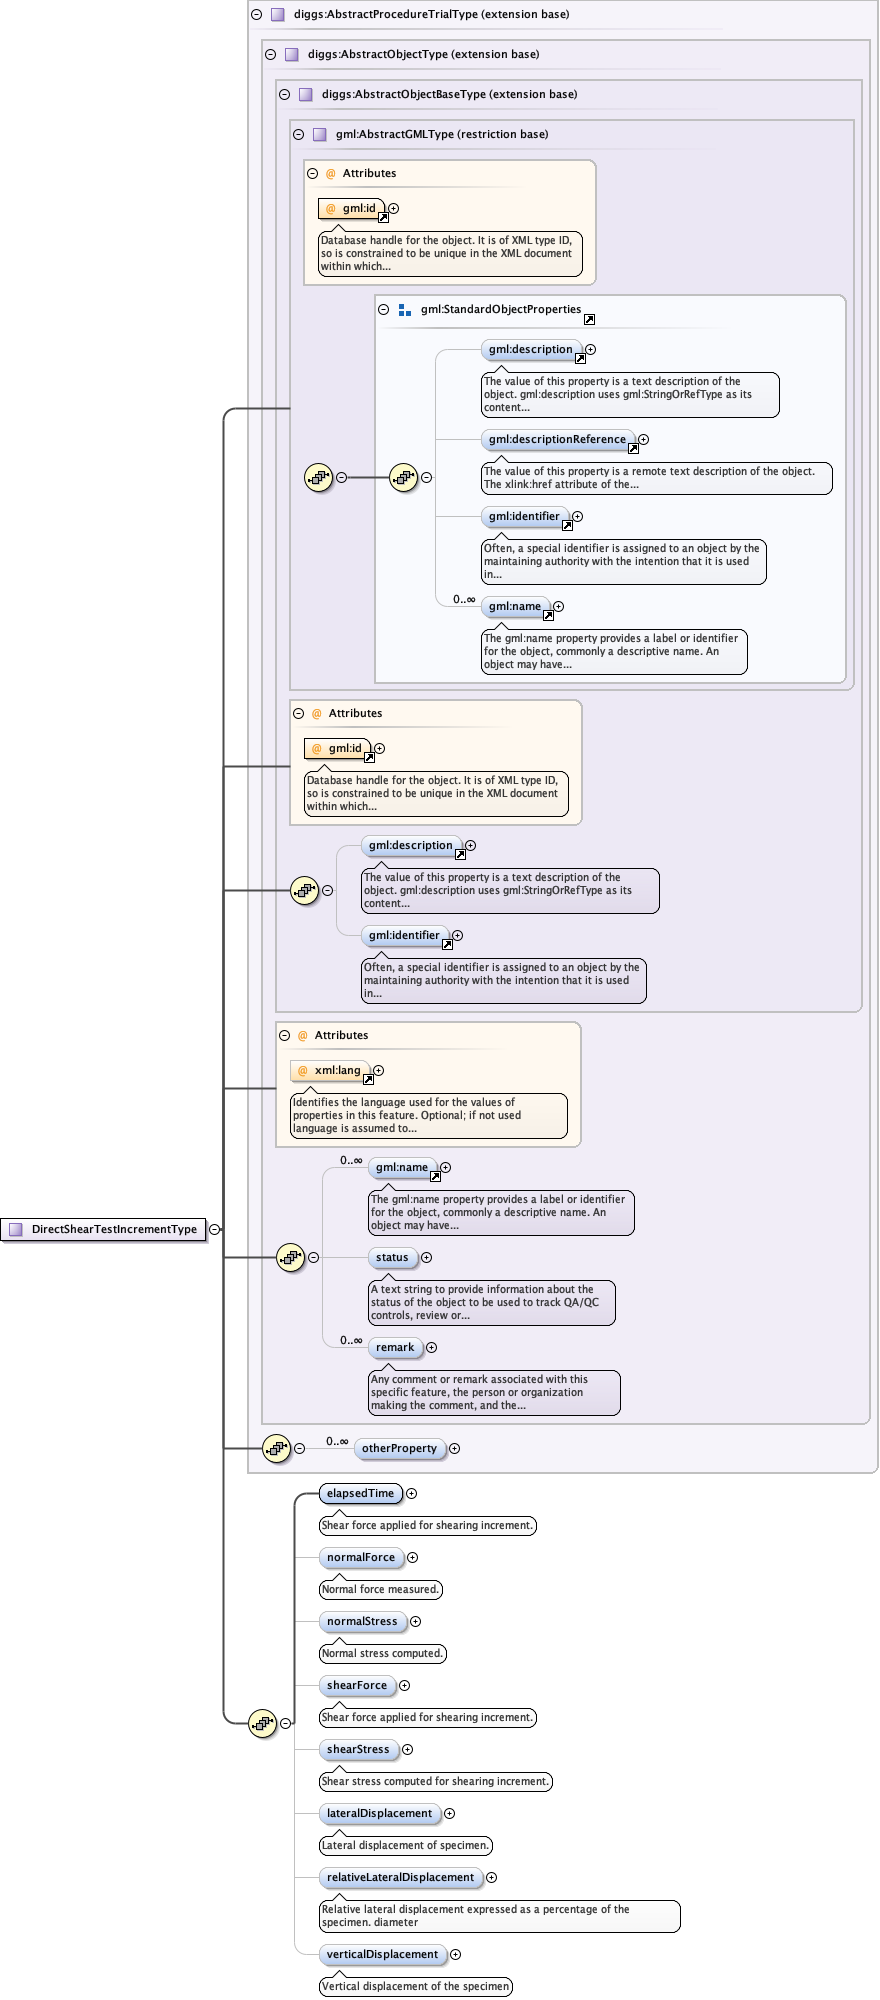 diggs:AbstractProcedureTrialType (extension base)
diggs:AbstractObjectType (extension base)
diggs:AbstractObjectBaseType (extension base)
gml:AbstractGMLType (restriction base)
@ Attributes
@ gml:id
Database handle for the object. It is of XML type ID,
so is constrained to be unique in the XML document
within which...
gml:StandardObjectProperties
gml:description
The value of this property is a text description of the
object. gml:description uses gml:StringOrRefType as its
content...
gml:descriptionReference
The value of this property is a remote text description of the object.
The xlink:href attribute of the...
gml:identifier
Often, a special identifier is assigned to an object by the
maintaining authority with the intention that it is used
in...
0..∞
gml:name
The gml:name property provides a label or identifier
for the object, commonly a descriptive name. An
object may have...
@ Attributes
@ gml:id
Database handle for the object. It is of XML type ID,
so is constrained to be unique in the XML document
within which...
gml:description
The value of this property is a text description of the
object. gml:description uses gml:StringOrRefType as its
content...
gml:identifier
Often, a special identifier is assigned to an object by the
maintaining authority with the intention that it is used
in...
@ Attributes
@ xml:lang
Identifies the language used for the values of
properties in this feature. Optional; if not used
language is assumed to...
0..∞
gml:name
The gml:name property provides a label or identifier
for the object, commonly a descriptive name. An
object may have...
DirectShearTestIncrementType
status
A text string to provide information about the
status of the object to be used to track QA/QC
controls, review or...
0..∞
remark
Any comment or remark associated with this
specific feature, the person or organization
making the comment, and the...
0..∞
otherProperty
elapsedTime
Shear force applied for shearing increment.
normalForce
Normal force measured.
normalStress
Normal stress computed.
shearForce
Shear force applied for shearing increment.
shearStress
Shear stress computed for shearing increment.
lateralDisplacement
Lateral displacement of specimen.
relativeLateralDisplacement
Relative lateral displacement expressed as a percentage of the
specimen. diameter
verticalDisplacement
Vertical displacement of the specimen